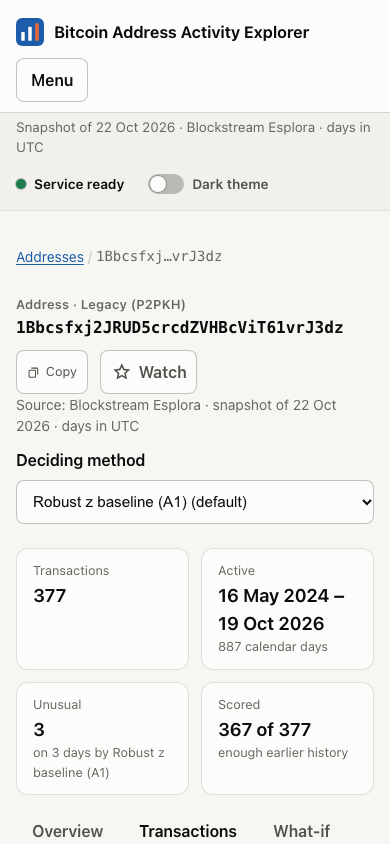 Bitcoin Address Activity Explorer
Menu
Snapshot of 22 Oct 2026 · Blockstream Esplora · days in
UTC
Service ready
Dark theme
Addresses / 1Bbcsfxj…vrJ3dz
Address · Legacy (P2PKH)
1Bbcsfxj2JRUD5crcdZVHBcViT61vrJ3dz
Copy
Watch
Source: Blockstream Esplora · snapshot of 22 Oct
2026 · days in UTC
Deciding method
Robust z baseline (A1) (default)
Transactions
377
Active
16 May 2024 –
19 Oct 2026
887 calendar days
Unusual
3
on 3 days by Robust z
baseline (A1)
Scored
367 of 377
enough earlier history
Overview
Transactions
What-if